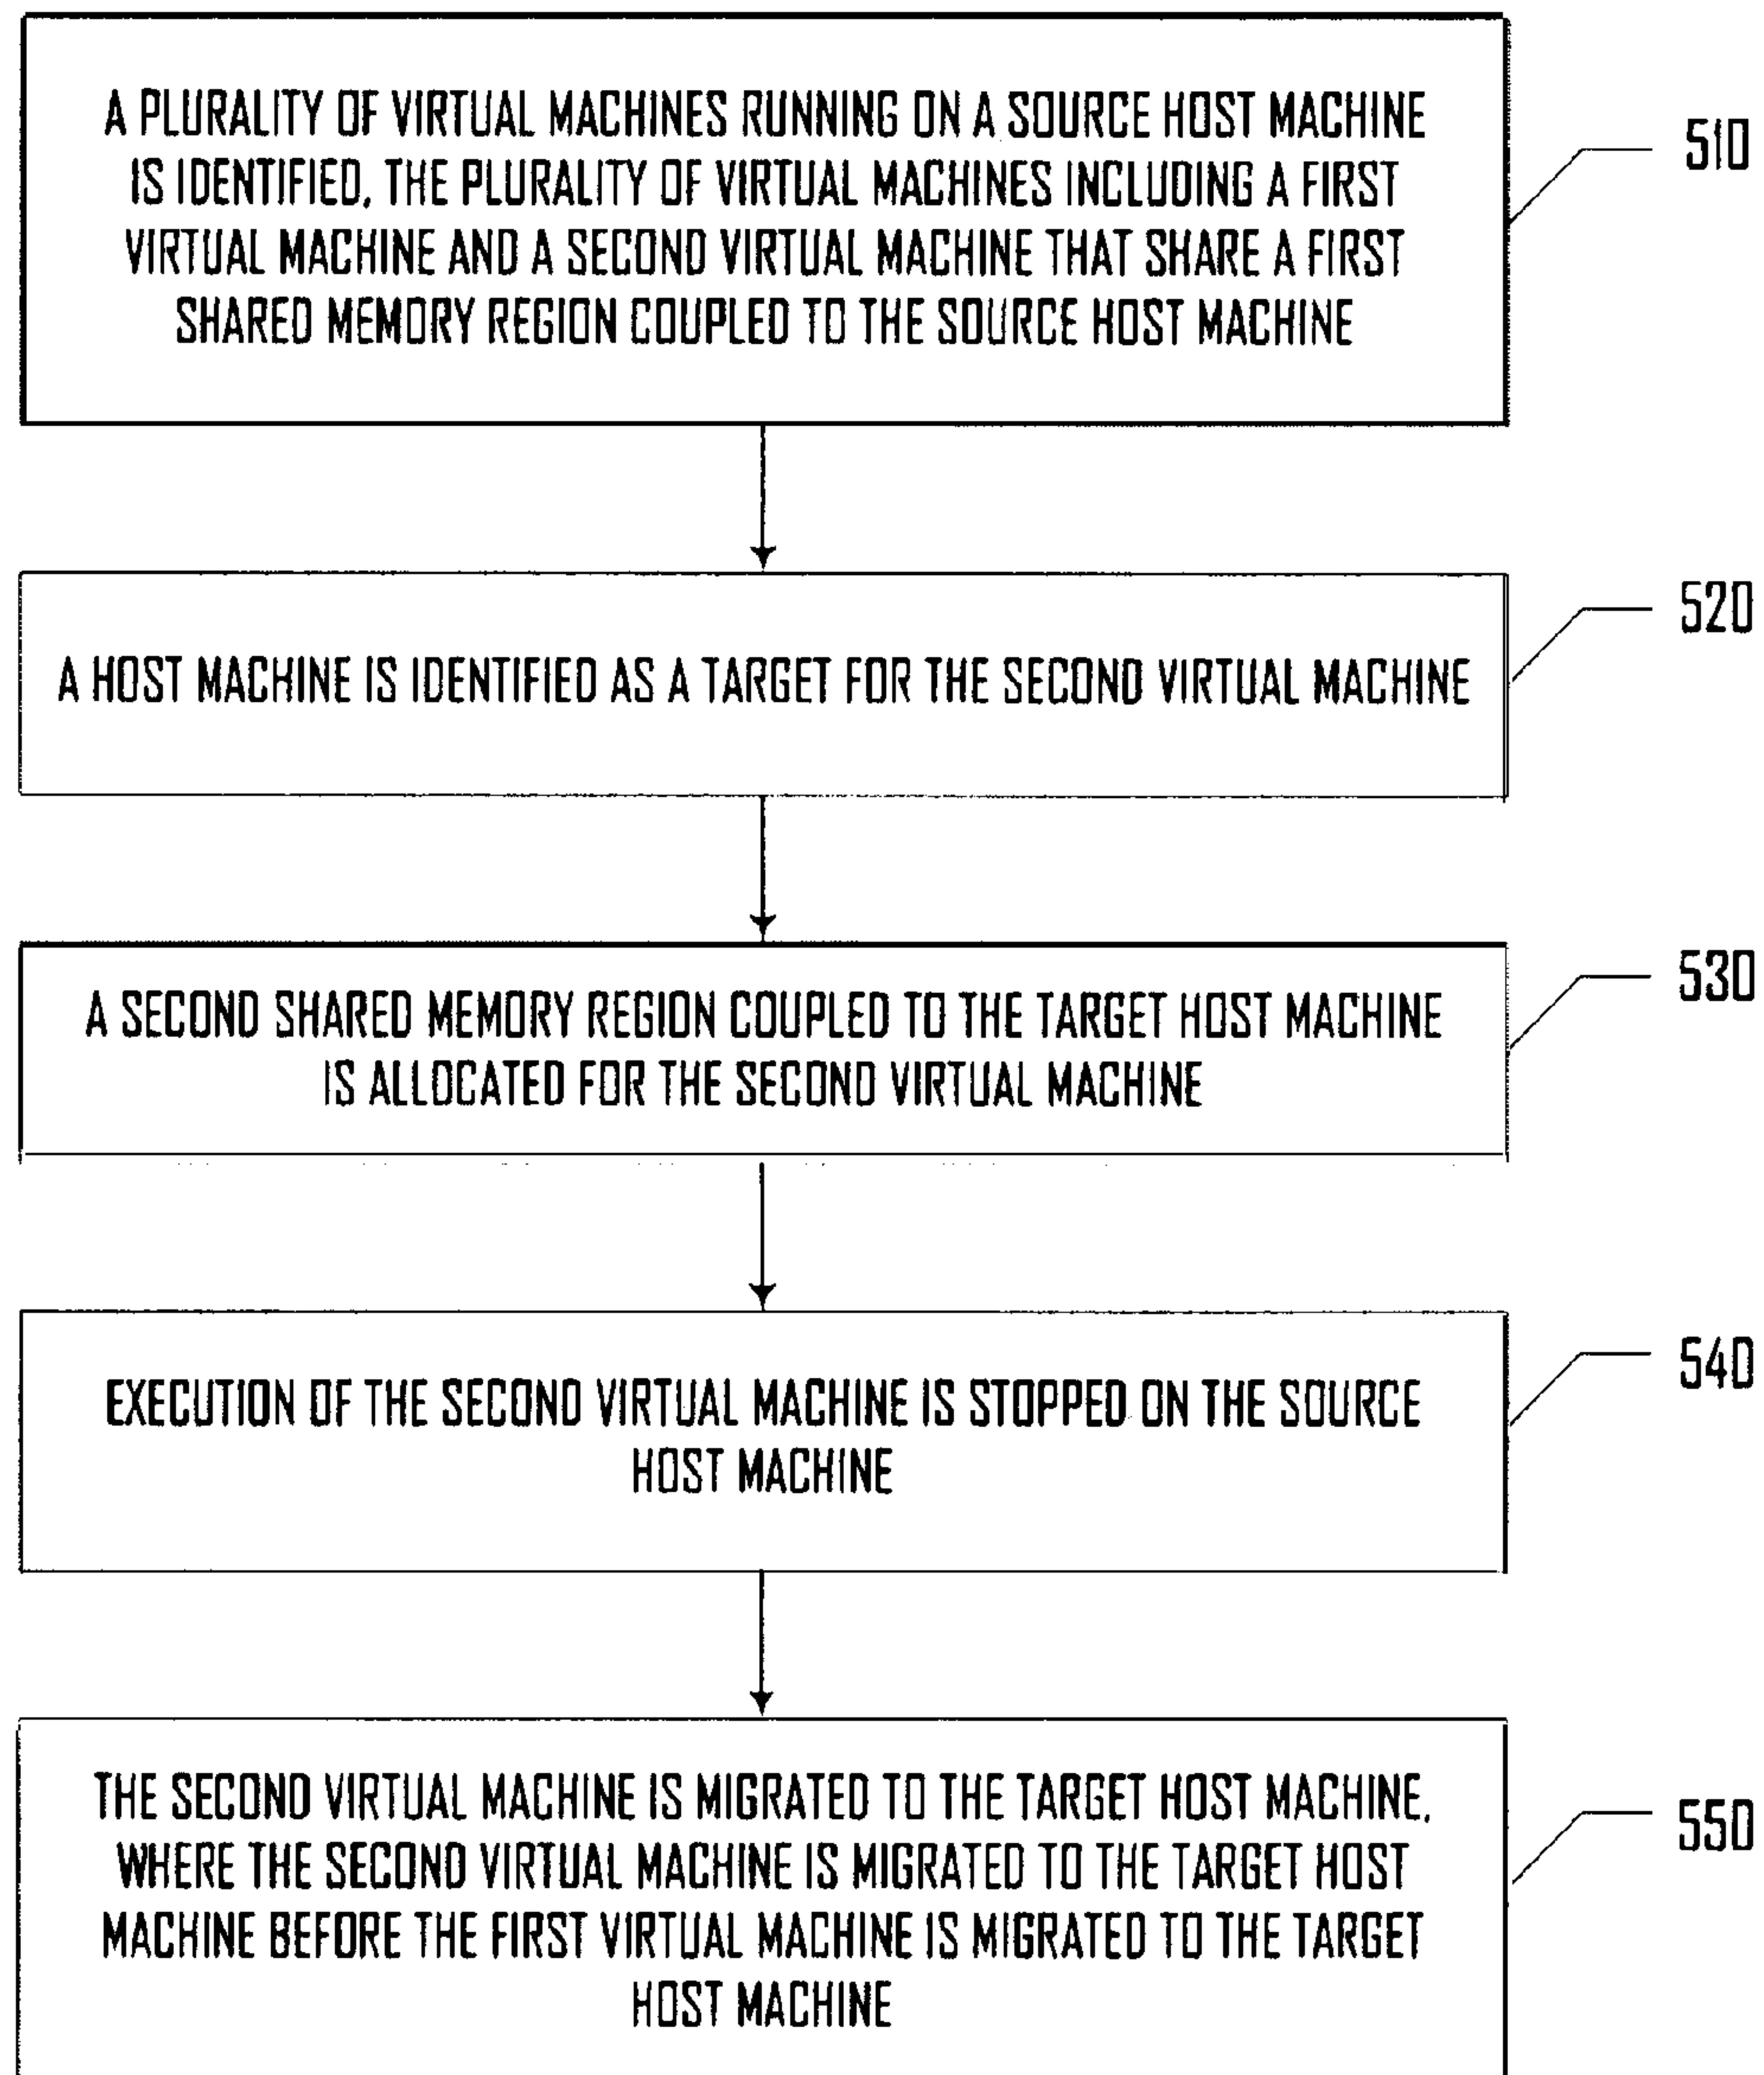 A PLURALITY OF VIRTUAL MACHINES RUNNING ON A SOURCE HOST MACHINE
IS IDENTIFIED, THE PLURALITY OF VIRTUAL MACHINES INCLUDING A FIRST
VIRTUAL MACHINE AND A SECOND VIRTUAL MACHINE THAT SHARE A FIRST
SHARED MEMORY REGION COUPLED TO THE SOURCE HOST MACHINE
510
520
A HOST MACHINE IS IDENTIFIED AS A TARGET FOR THE SECOND VIRTUAL MACHINE
530
A SECOND SHARED MEMORY REGION COUPLED TO THE TARGET HOST MACHINE
IS ALLOCATED FOR THE SECOND VIRTUAL MACHINE
540
EXECUTION OF THE SECOND VIRTUAL MACHINE IS STOPPED ON THE SOURCE
HOST MACHINE
THE SECOND VIRTUAL MACHINE IS MIGRATED TO THE TARGET HOST MACHINE,
WHERE THE SECOND VIRTUAL MACHINE IS MIGRATED TO THE TARGET HOST
MACHINE BEFORE THE FIRST VIRTUAL MACHINE IS MIGRATED TO THE TARGET
HOST MACHINE
550